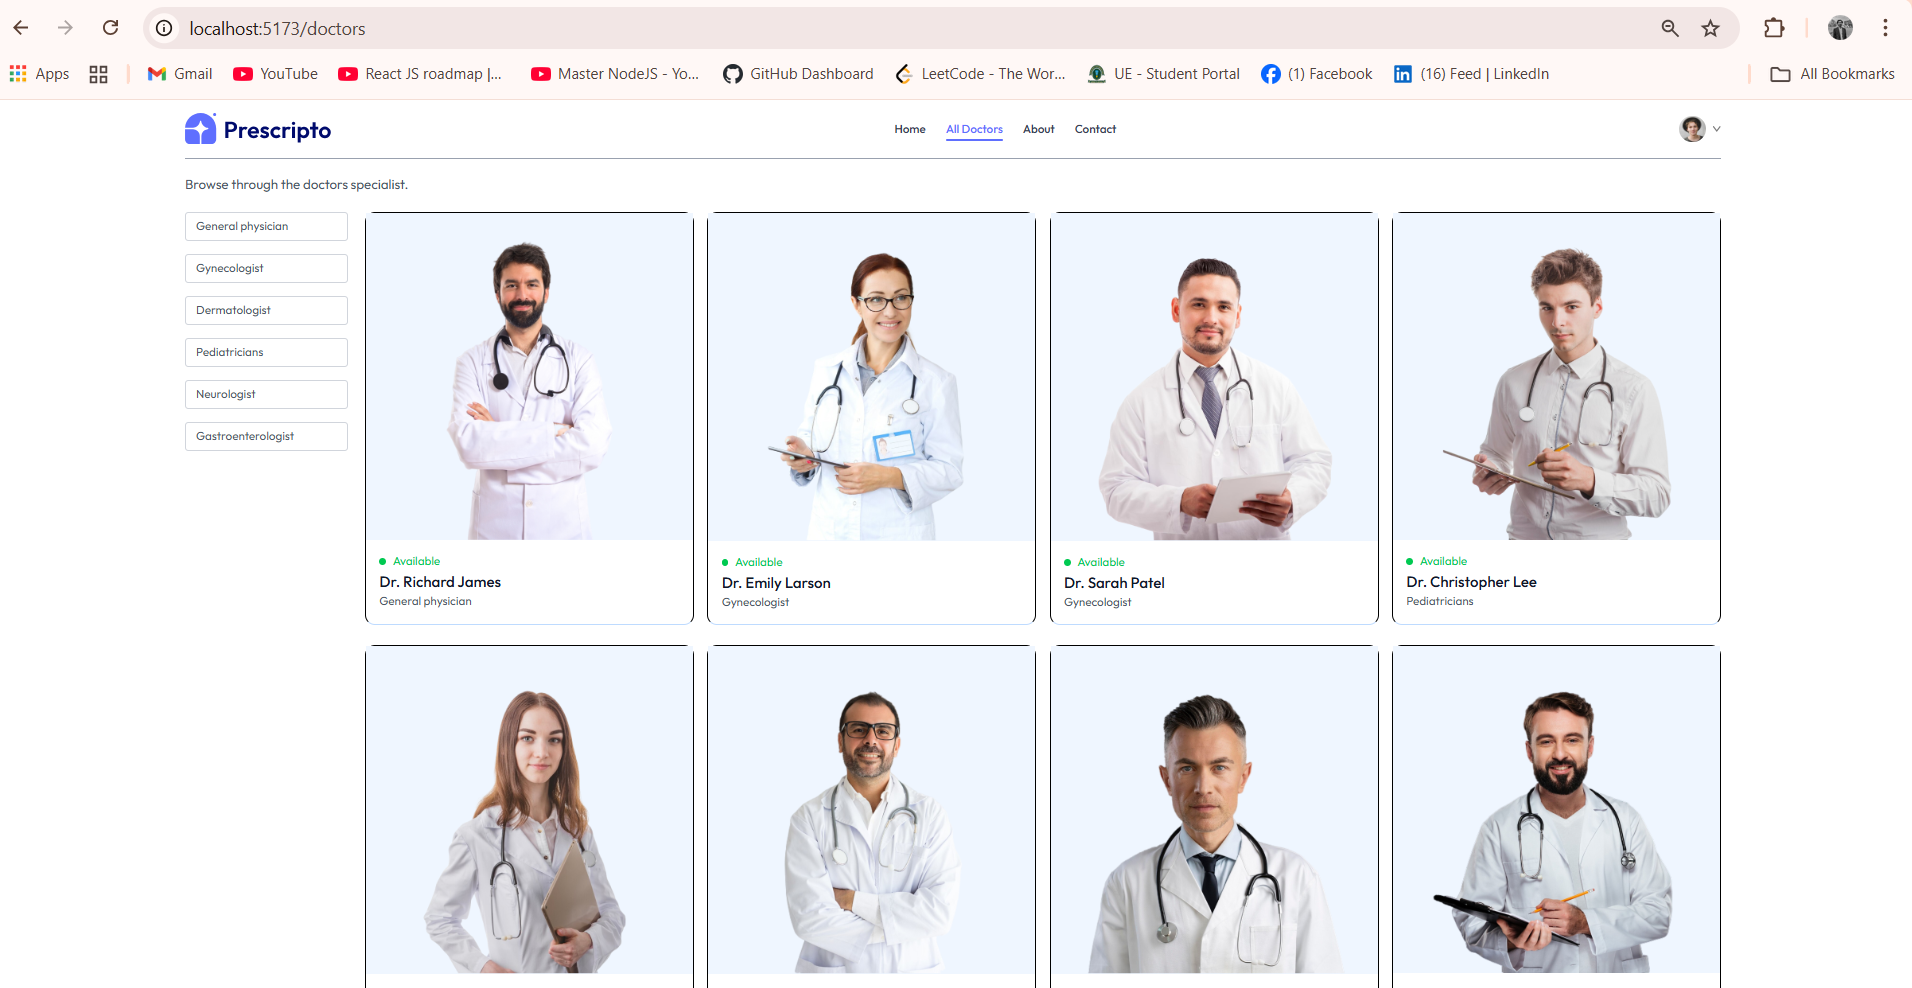 localhost:5173/doctors
Apps
Gmail
YouTube
React JS roadmap |...
Master NodeJS - Yo...
GitHub Dashboard
LeetCode - The Wor...
UE - Student Portal
(1) Facebook
(16) Feed | LinkedIn
All Bookmarks
Prescripto
Home
All Doctors
About
Contact
Browse through the doctors specialist.
General physician
Gynecologist
Dermatologist
Pediatricians
Neurologist
Gastroenterologist
Available
Dr. Richard James
General physician
Available
Dr. Emily Larson
Gynecologist
Available
Dr. Sarah Patel
Gynecologist
Available
Dr. Christopher Lee
Pediatricians